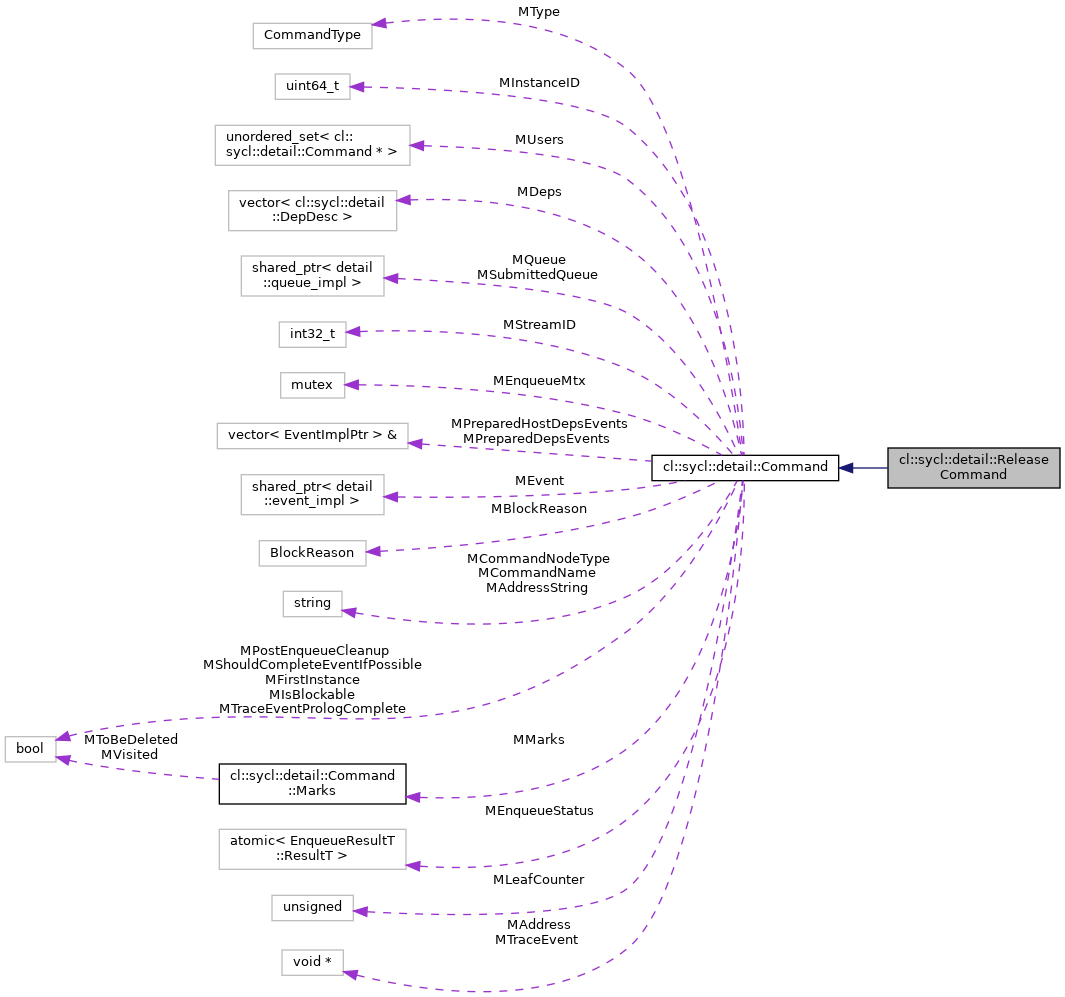 MType
CommandType
MInstanceID
uint64_t
MUsers
unordered_set< cl::
sycl::detail::Command * >
MDeps
vector< cl::sycl::detail
::DepDesc >
MQueue
MSubmittedQueue
shared_ptr< detail
::queue_impl >
MStreamID
int32_t
MEnqueueMtx
mutex
MPreparedHostDepsEvents
MPreparedDepsEvents
vector< EventImplPtr > &
cl::sycl::detail::Command
cl::sycl::detail::Release
Command
MEvent
shared_ptr< detail
::event_impl >
MBlockReason
BlockReason
MCommandNodeType
MCommandName
MAddressString
string
MPostEnqueueCleanup
MShouldCompleteEventIfPossible
MFirstInstance
MIsBlockable
MTraceEventPrologComplete
bool
MToBeDeleted
MVisited
MMarks
cl::sycl::detail::Command
::Marks
MEnqueueStatus
atomic< EnqueueResultT
::ResultT >
MLeafCounter
unsigned
MAddress
MTraceEvent
void *